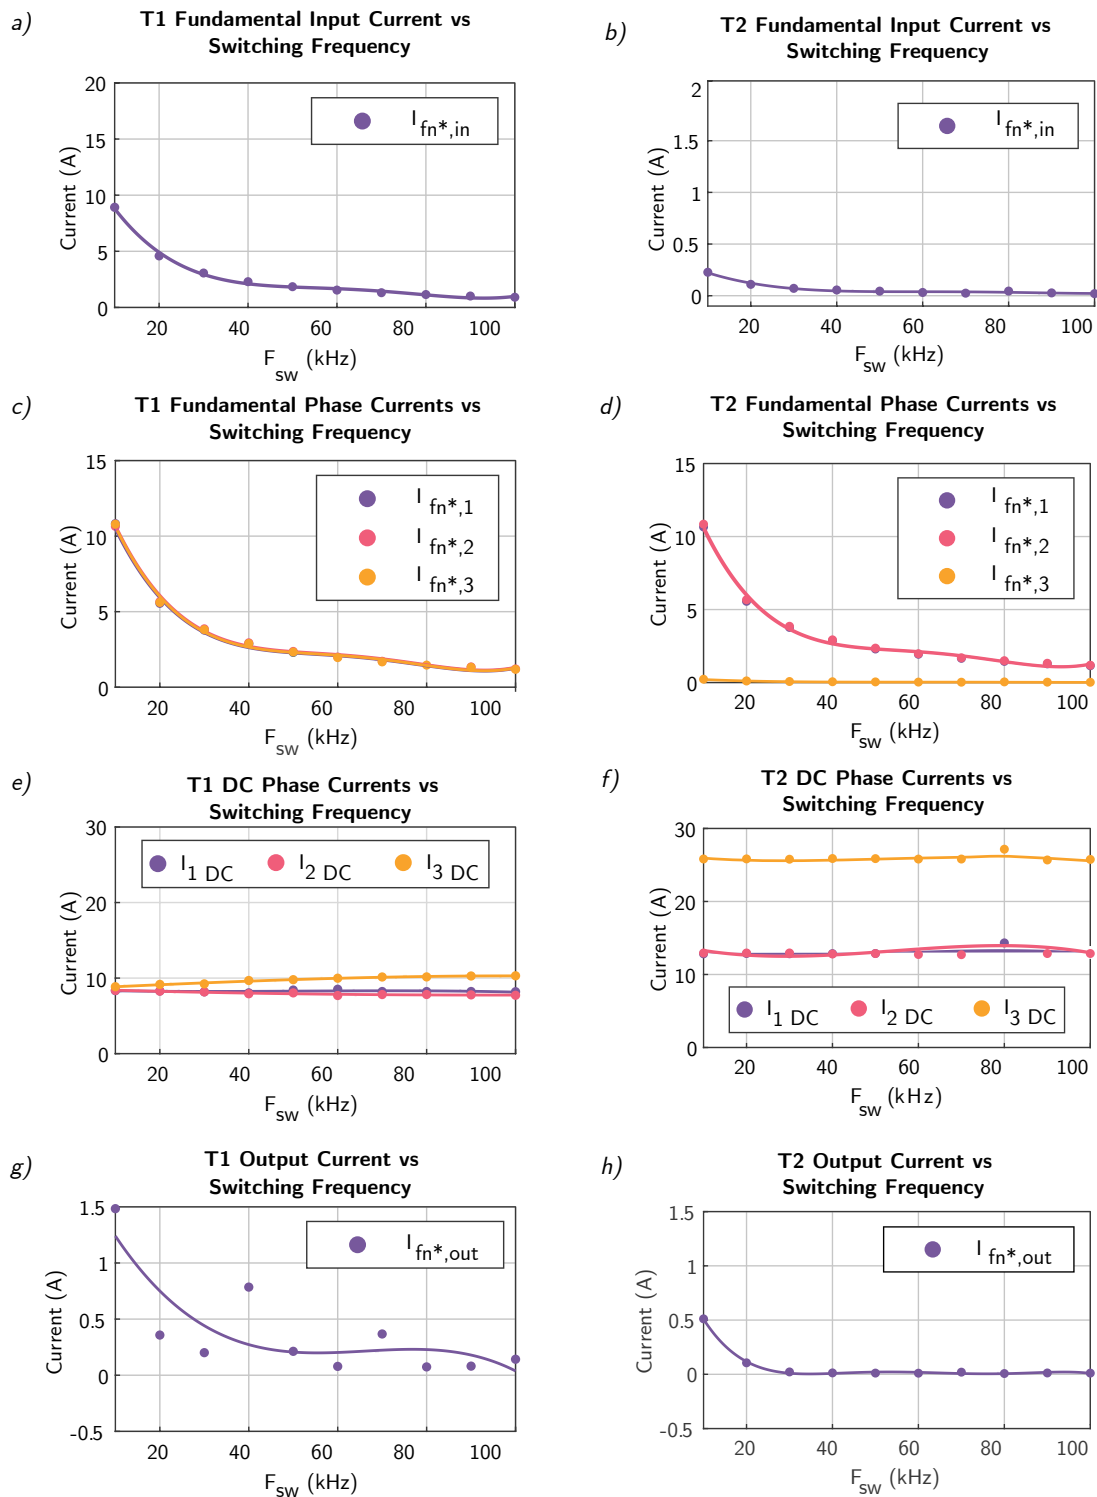 a)
T1 Fundamental Input Current vs
Switching Frequency
20
15
10
5
0
Current (A)
I fn*,in
20 40 60 80 100
F sw (kHz)
b)
T2 Fundamental Input Current vs
Switching Frequency
2
1.5
1
0.5
0
Current (A)
I fn*,in
20 40 60 80 100
F sw (kHz)
c)
T1 Fundamental Phase Currents vs
Switching Frequency
15
10
5
0
Current (A)
I fn*,1
I fn*,2
I fn*,3
20 40 60 80 100
F sw (kHz)
d)
T2 Fundamental Phase Currents vs
Switching Frequency
15
10
5
0
Current (A)
I fn*,1
I fn*,2
I fn*,3
20 40 60 80 100
F sw (kHz)
e)
T1 DC Phase Currents vs
Switching Frequency
30
20
10
0
Current (A)
I 1 DC I 2 DC I 3 DC
20 40 60 80 100
F sw (kHz)
f)
T2 DC Phase Currents vs
Switching Frequency
30
20
10
0
Current (A)
I 1 DC I 2 DC I 3 DC
20 40 60 80 100
F sw (kHz)
g)
T1 Output Current vs
Switching Frequency
1.5
1
0.5
0
-0.5
Current (A)
I fn*,out
20 40 60 80 100
F sw (kHz)
h)
T2 Output Current vs
Switching Frequency
1.5
1
0.5
0
-0.5
Current (A)
I fn*,out
20 40 60 80 100
F sw (kHz)